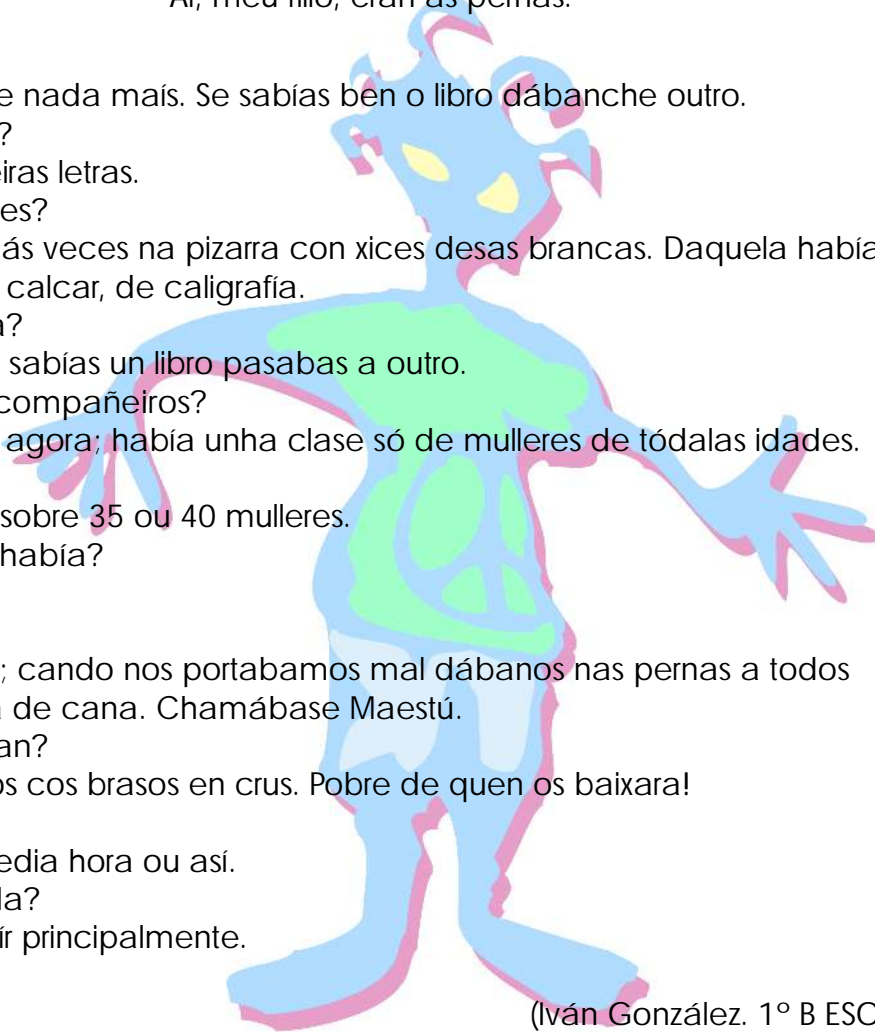 Ai, meu fillo, eran as pernas.
e nada maís. Se sabías ben o libro dábanche outro.
?
eiras letras.
es?
ás veces na pizarra con xices desas brancas. Daquela había
calcar, de caligrafía.
a?
sabías un libro pasabas a outro.
compañeiros?
agora; había unha clase só de mulleres de tódalas idades.
sobre 35 ou 40 mulleres.
había?
; cando nos portabamos mal dábanos nas pernas a todos
a de cana. Chamábase Maestú.
an?
os cos brasos en crus. Pobre de quen os baixara!
edia hora ou así.
la?
ír principalmente.
(Iván González. 1º B ESO